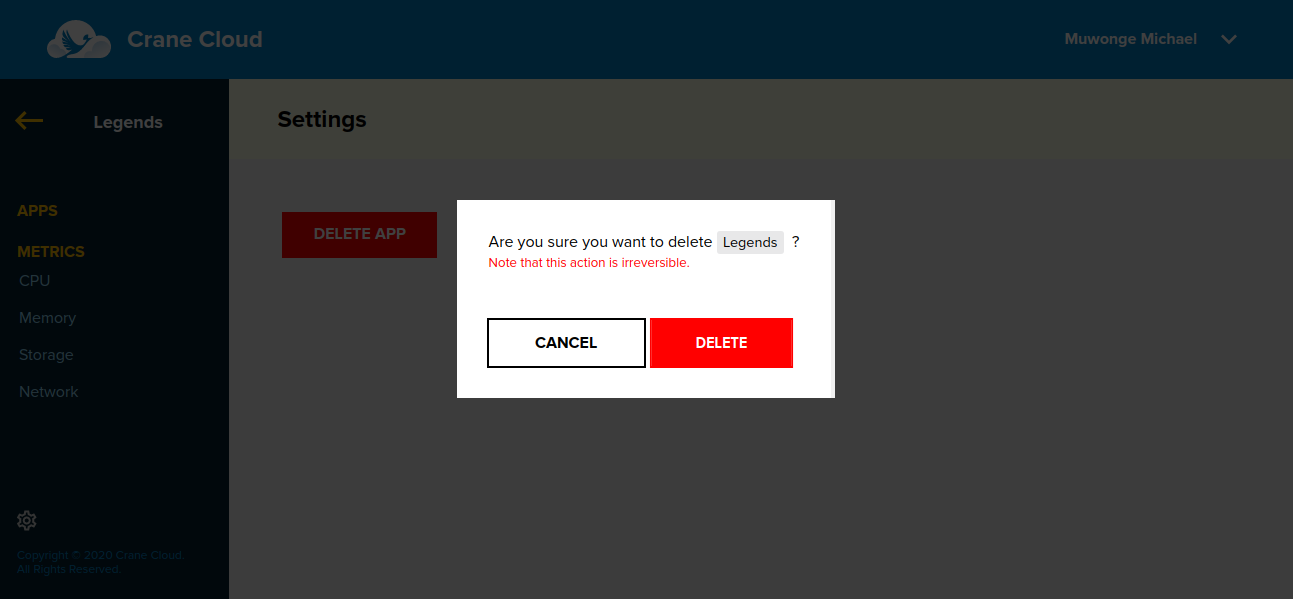 Crane Cloud
Muwonge Michael
Legends
Settings
APPS
METRICS
CPU
Memory
Storage
Network
DELETE APP
Are you sure you want to delete Legends ?
Note that this action is irreversible.
CANCEL
DELETE
Copyright © 2020 Crane Cloud.
All Rights Reserved.